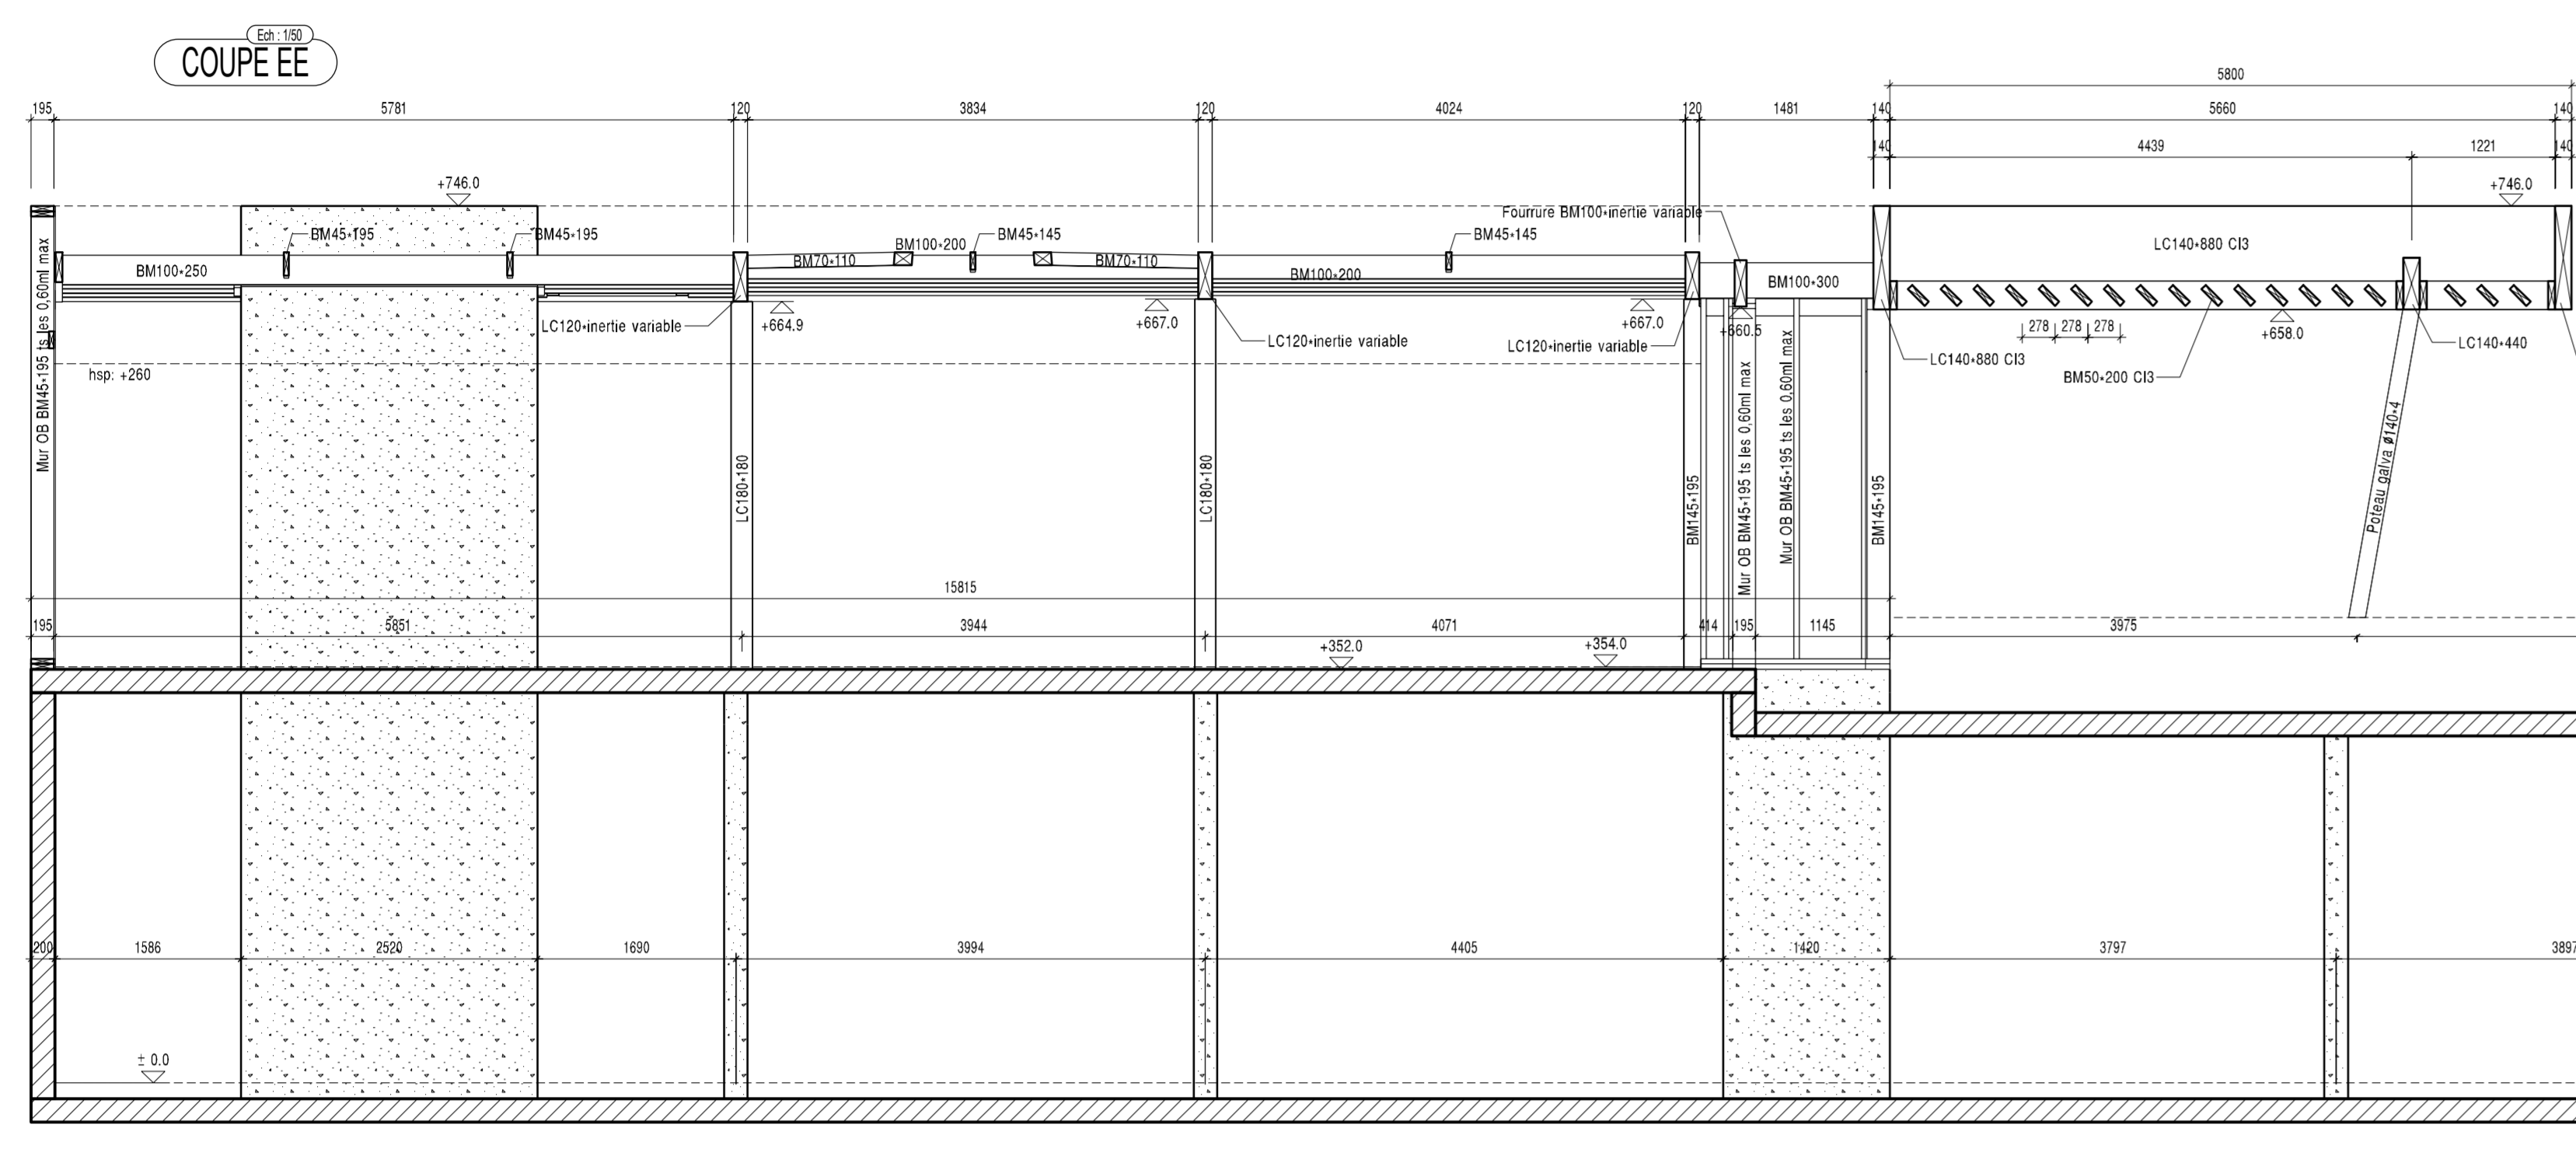 Ech : 1/50
COUPE EE
5800
195 5781 120 3834 120 4024 120 1481 140 5660 140
140 4439 1221 140
+746.0 +746.0
Fourrure BM100*inertie variable
BM45*195 BM45*195 BM45*145 BM45*145
BM100*200
LC140*880 Cl3
BM70*110 BM70*110
BM100*250 BM100*200 BM100*300
+664.9 +667.0 +667.0 +660.5 +658.0
LC120*inertie variable LC120*inertie variable LC120*inertie variable
278 278 278
LC140*880 Cl3
LC140*440
BM50*200 Cl3
hsp: +260
Mur OB BM45*195 ts les 0,60ml max
LC180*180
LC180*180
BM145*195
Mur OB BM45*195 ts les 0,60ml max
Mur OB BM45*195 ts les 0,60ml max
BM145*195
Poteau galva ø140*4
15815
195 5851 3944 4071 414 195 1145 3975
+352.0 +354.0
200 1586 2520 1690 3994 4405 1420 3797 3897
± 0.0